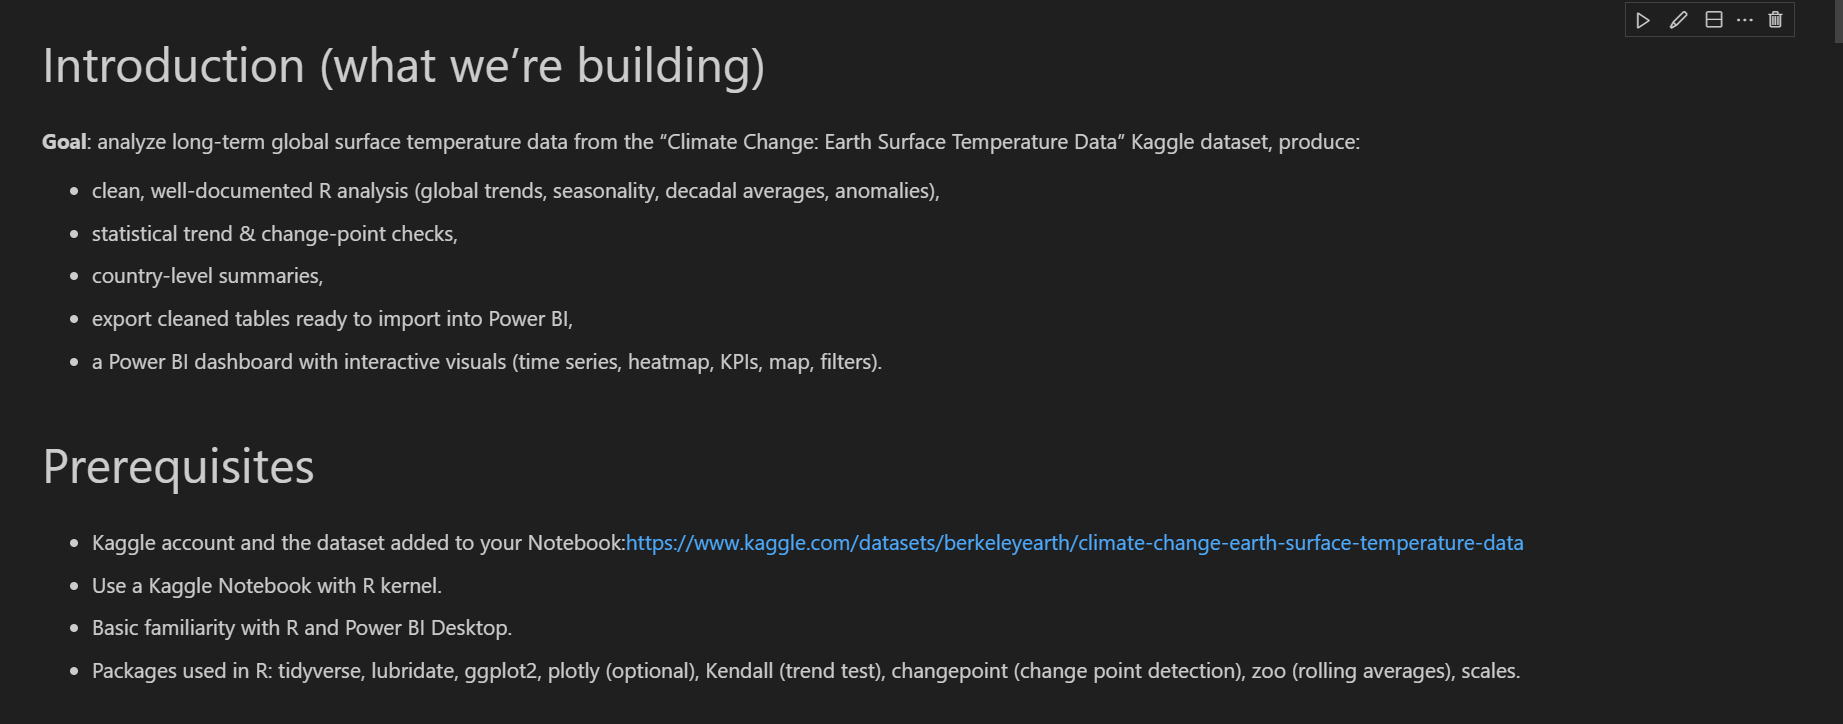 Introduction (what we’re building)
Goal: analyze long-term global surface temperature data from the “Climate Change: Earth Surface Temperature Data” Kaggle dataset, produce:
• clean, well-documented R analysis (global trends, seasonality, decadal averages, anomalies),
• statistical trend & change-point checks,
• country-level summaries,
• export cleaned tables ready to import into Power BI,
• a Power BI dashboard with interactive visuals (time series, heatmap, KPIs, map, filters).
Prerequisites
• Kaggle account and the dataset added to your Notebook:https://www.kaggle.com/datasets/berkeleyearth/climate-change-earth-surface-temperature-data
• Use a Kaggle Notebook with R kernel.
• Basic familiarity with R and Power BI Desktop.
• Packages used in R: tidyverse, lubridate, ggplot2, plotly (optional), Kendall (trend test), changepoint (change point detection), zoo (rolling averages), scales.